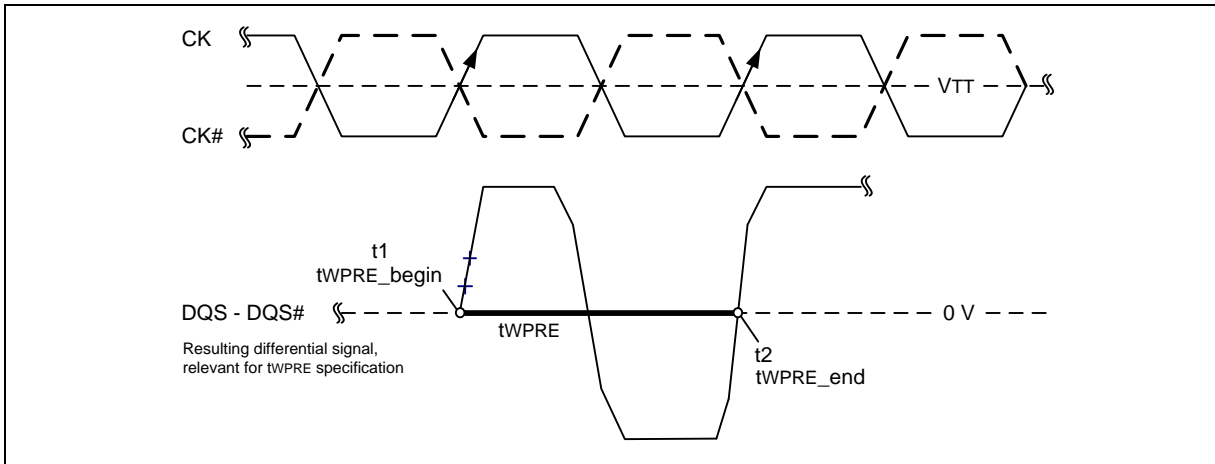 CK
VTT
CK#
t1
tWPRE_begin
DQS - DQS#
tWPRE
0 V
Resulting differential signal,
relevant for tWPRE specification
t2
tWPRE_end